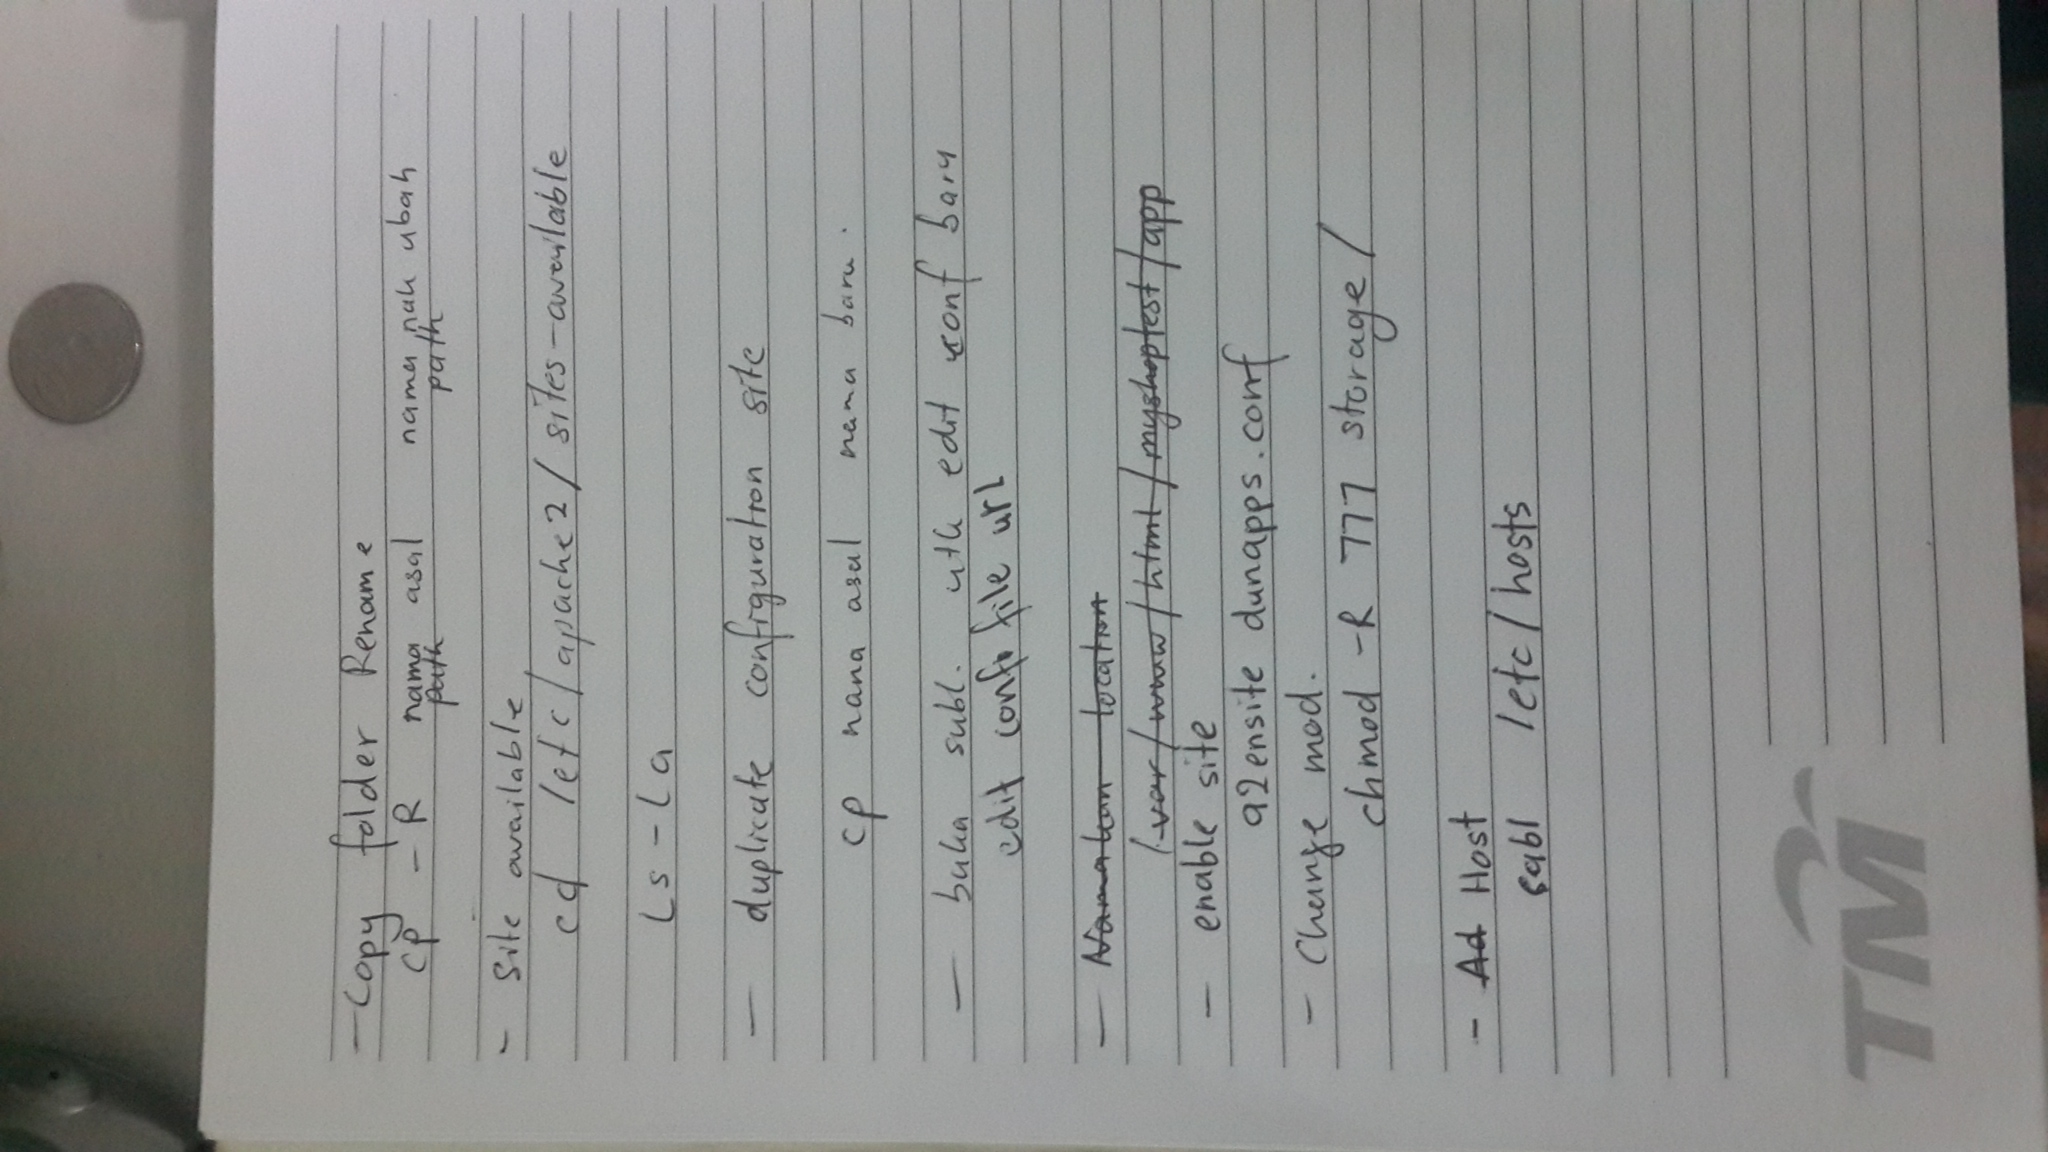 - Copy folder Rename
cp -R nama asal nama nak ubah
path path
- site available
cd /etc/apache2/sites-available
Ls -La
- duplicate configuration site
cp nama asal nama baru.
- buka subl. utk edit conf baru
edit conf file url
- Namakan location
/var/www/html/myshoptest/app
- enable site
a2ensite dunapps.conf
- Change mod.
chmod -R 777 storage/
- Ad Host
/etc/hosts
TM